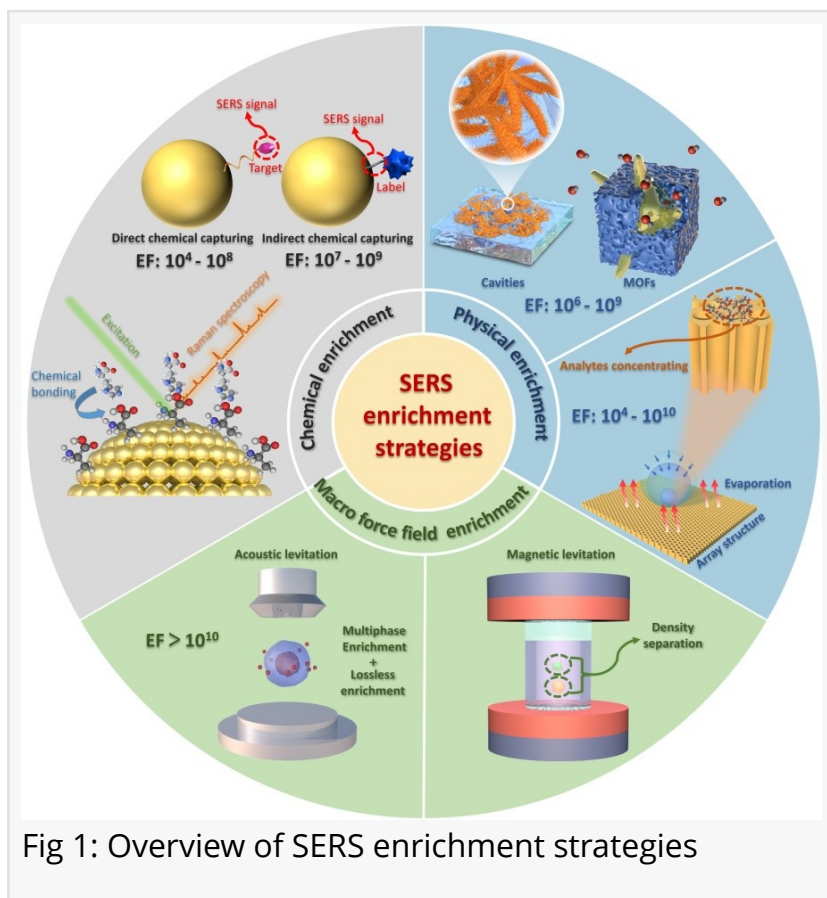 SERS signal
Target
Direct chemical capturing
EF: 10⁴ - 10⁸
SERS signal
Label
Indirect chemical capturing
EF: 10⁷ - 10⁹
Excitation
Raman spectroscopy
Chemical
bonding
Cavities
MOFs
EF: 10⁶ - 10⁹
Analytes concentrating
EF: 10⁴ - 10¹⁰
Evaporation
Array structure
Chemical enrichment
Physical enrichment
Macro force field enrichment
SERS
enrichment
strategies
Acoustic levitation
EF > 10¹⁰
Multiphase
Enrichment
+
Lossless
enrichment
Magnetic levitation
Density
separation
Fig 1: Overview of SERS enrichment strategies